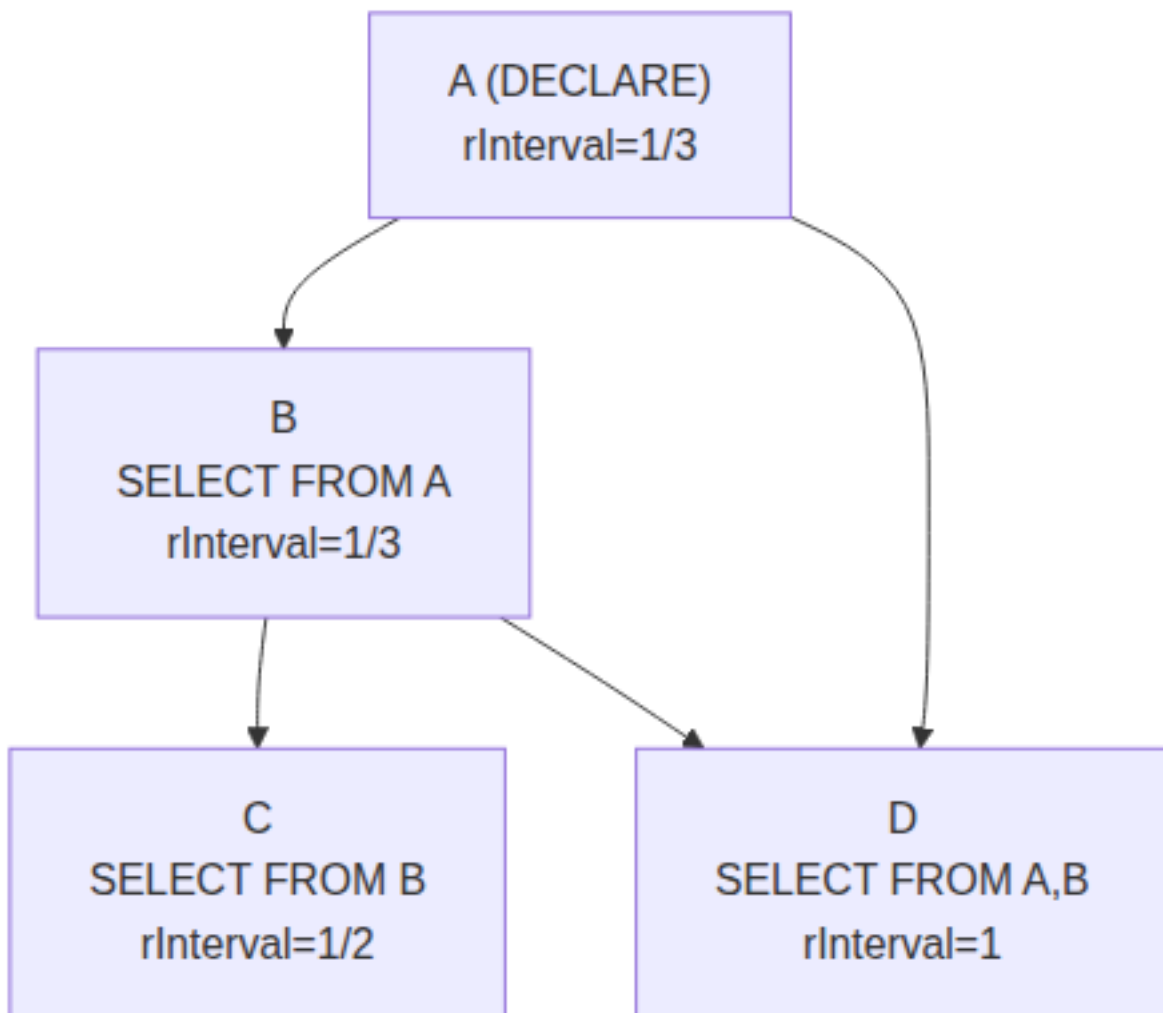 A (DECLARE)
rInterval=1/3
B
SELECT FROM A
rInterval=1/3
C
SELECT FROM B
rInterval=1/2
D
SELECT FROM A,B
rInterval=1